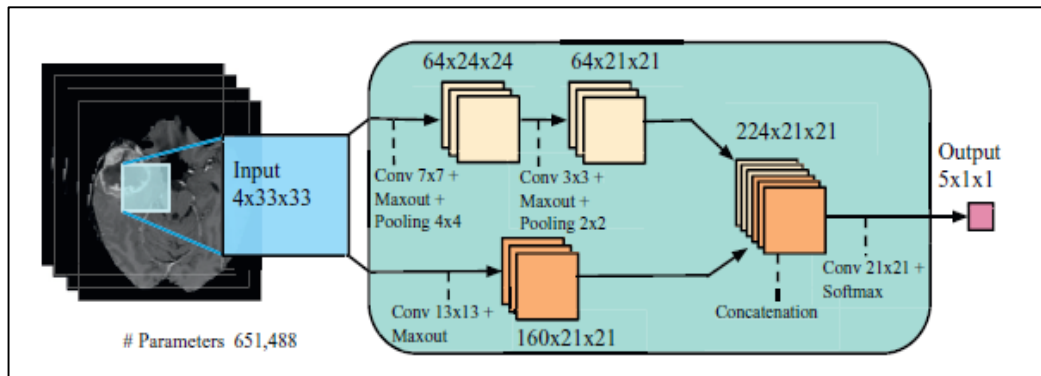 Input
4x33x33
# Parameters 651,488
64x24x24
64x21x21
Conv 7x7 +
Maxout +
Pooling 4x4
Conv 3x3 +
Maxout +
Pooling 2x2
Conv 13x13 +
Maxout
160x21x21
224x21x21
Concatenation
Conv 21x21 +
Softmax
Output
5x1x1